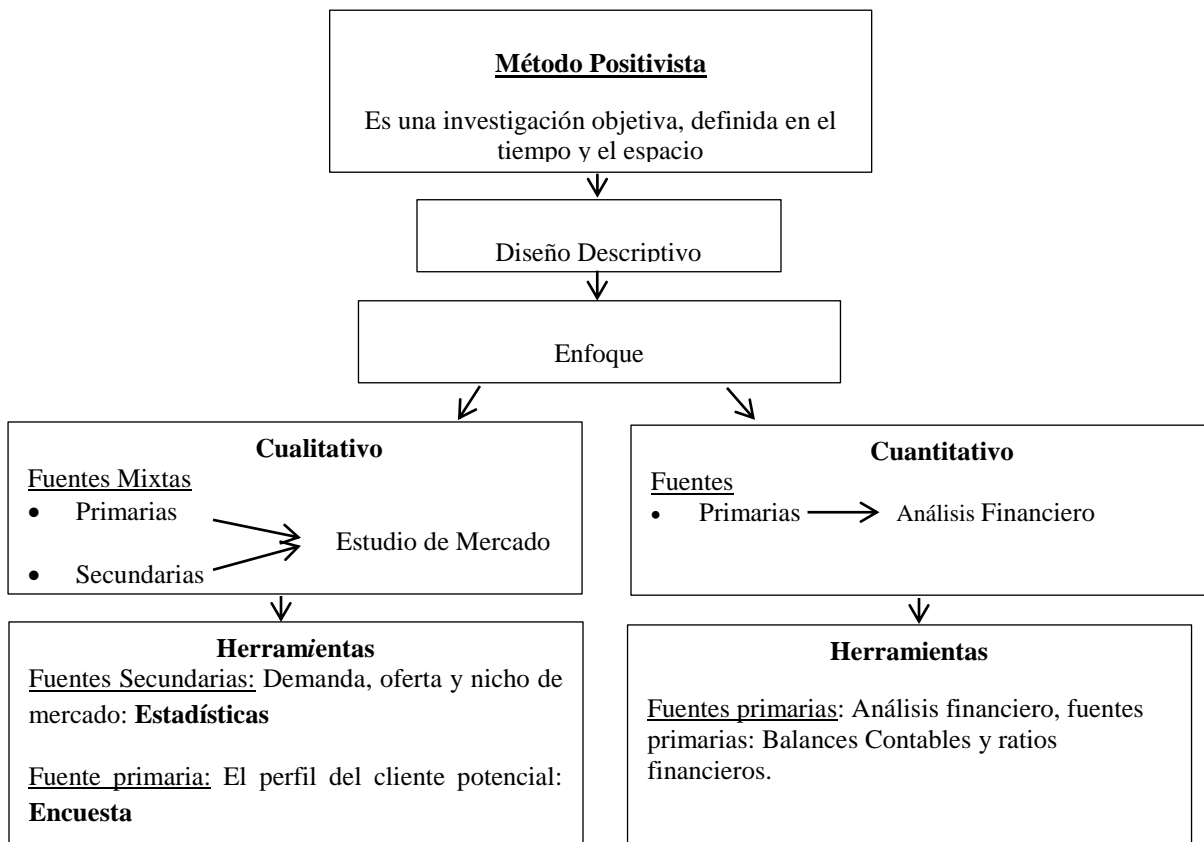 Método Positivista
Es una investigación objetiva, definida en el
tiempo y el espacio
Diseño Descriptivo
Enfoque
Cualitativo
Fuentes Mixtas
• Primarias
Estudio de Mercado
• Secundarias
Cuantitativo
Fuentes
• Primarias
Análisis Financiero
Herramientas
Fuentes Secundarias: Demanda, oferta y nicho de
mercado: Estadísticas
Fuente primaria: El perfil del cliente potencial:
Encuesta
Herramientas
Fuentes primarias: Análisis financiero, fuentes
primarias: Balances Contables y ratios
financieros.